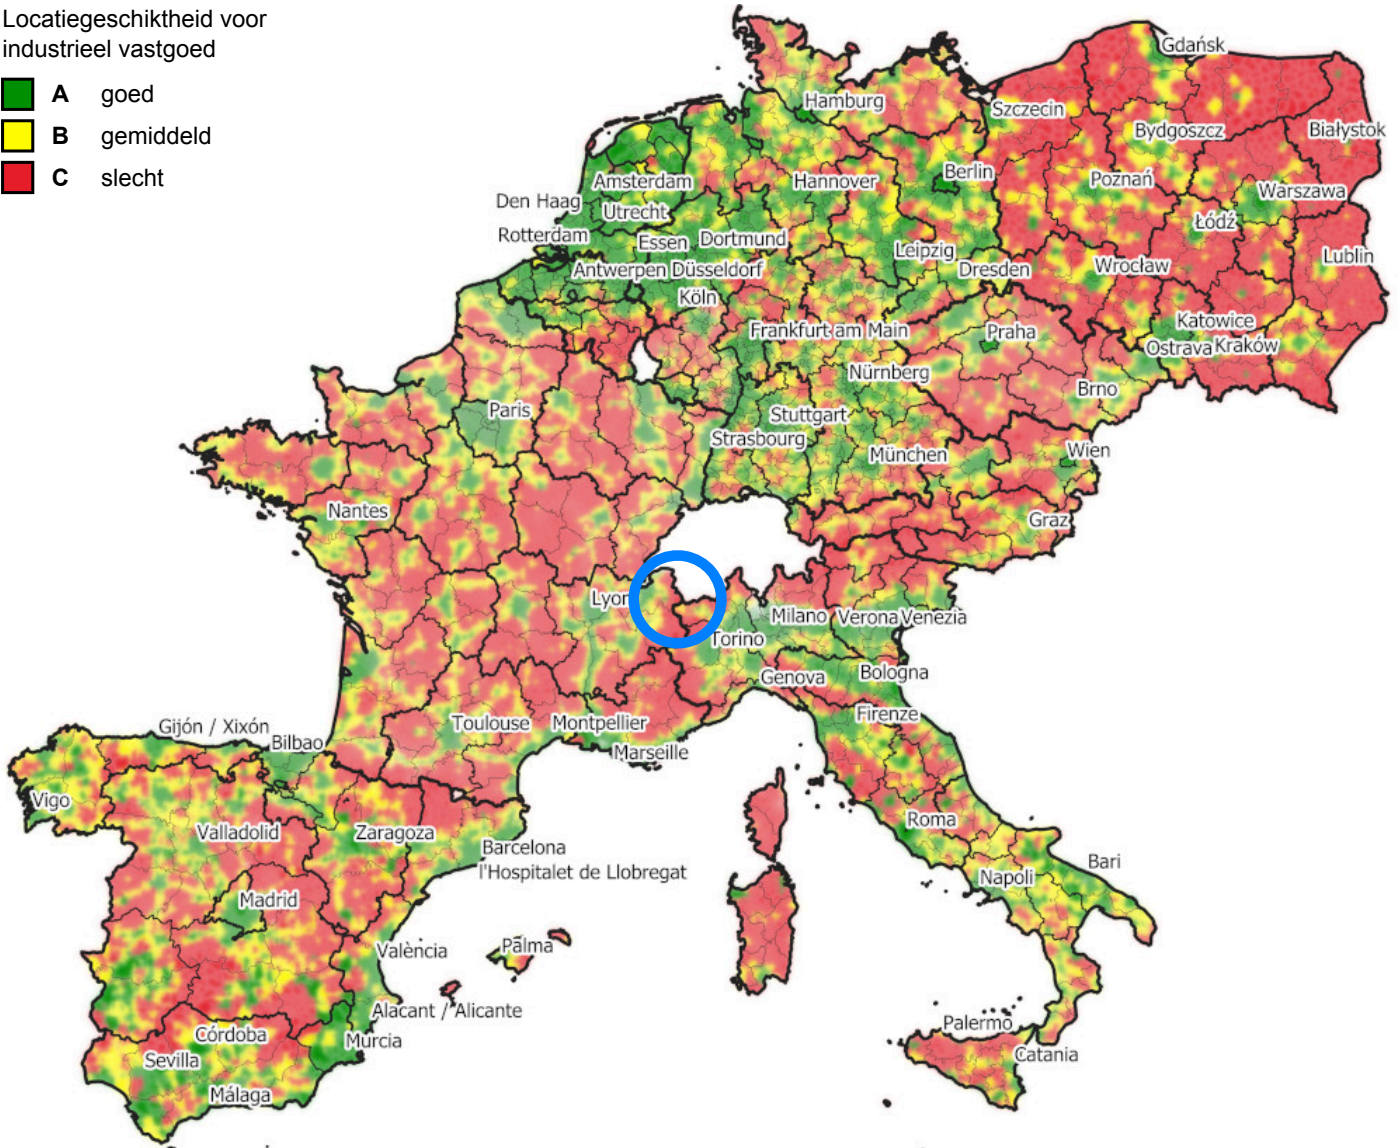 Locatiegeschiktheid voor
industrieel vastgoed
A goed
B gemiddeld
C slecht
Gdańsk
Hamburg
Szczecin
Bydgoszcz
Białystok
Amsterdam
Hannover
Berlin
Poznań
Warszawa
Den Haag
Utrecht
Łódź
Rotterdam
Essen
Dortmund
Leipzig
Lublin
Antwerpen
Düsseldorf
Dresden
Wrocław
Köln
Frankfurt am Main
Praha
Katowice
Ostrava
Kraków
Nürnberg
Brno
Paris
Stuttgart
Strasbourg
München
Wien
Nantes
Graz
Lyon
Milano
Verona
Venezia
Torino
Genova
Bologna
Firenze
Toulouse
Montpellier
Marseille
Gijón / Xixón
Bilbao
Vigo
Valladolid
Zaragoza
Roma
Barcelona
l'Hospitalet de Llobregat
Bari
Napoli
Madrid
València
Palma
Alacant / Alicante
Palermo
Córdoba
Murcia
Catania
Sevilla
Málaga